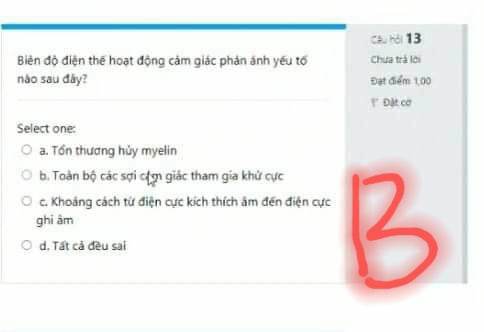 Biên độ điện thế hoạt động cảm giác phản ánh yếu tố
nào sau đây?
Select one:
a. Tổn thương hủy myelin
b. Toàn bộ các sợi cảm giác tham gia khử cực
c. Khoảng cách từ điện cực kích thích âm đến điện cực
ghi âm
d. Tất cả đều sai
Câu hỏi 13
Chưa trả lời
Đạt điểm 1,00
Đặt cờ
B